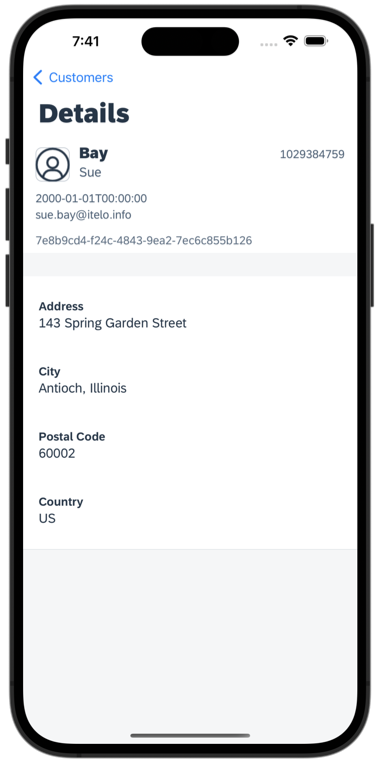 7:41
Customers
Details
Bay 1029384759
Sue
2000-01-01T00:00:00
sue.bay@itelo.info
7e8b9cd4-f24c-4843-9ea2-7ec6c855b126
Address
143 Spring Garden Street
City
Antioch, Illinois
Postal Code
60002
Country
US